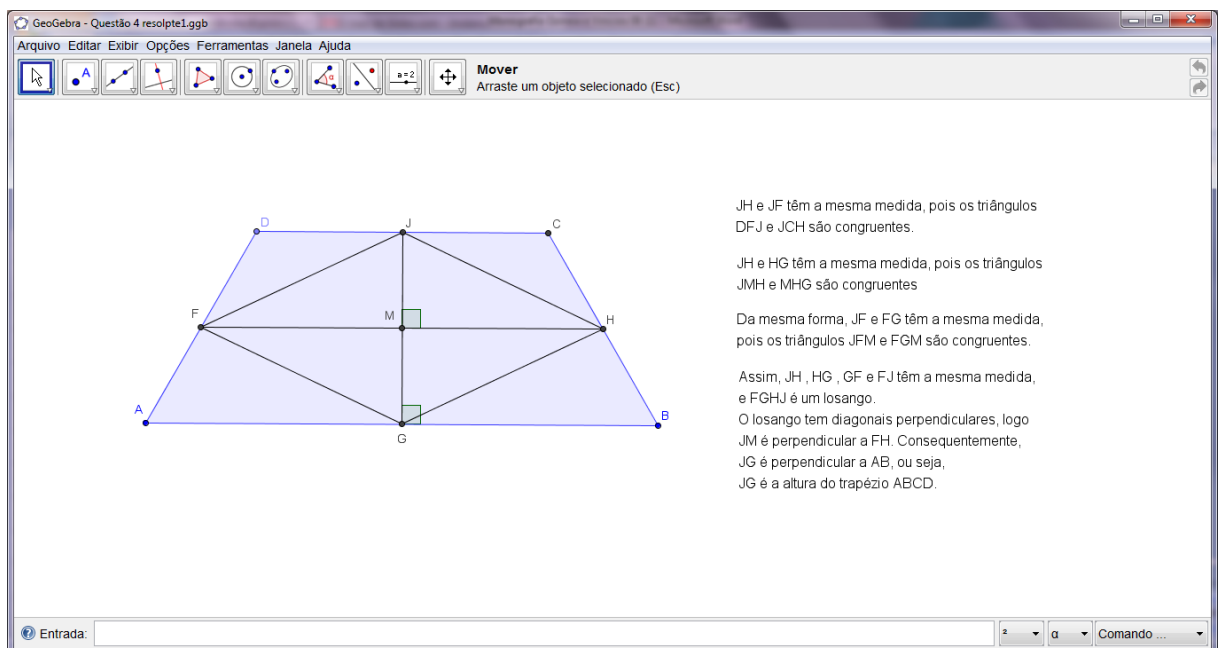 GeoGebra - Questão 4 resolpte1.ggb
Arquivo Editar Exibir Opções Ferramentas Janela Ajuda
A
α
a=2
Mover
Arraste um objeto selecionado (Esc)
D
J
C
F
M
H
A
G
B
JH e JF têm a mesma medida, pois os triângulos
DFJ e JCH são congruentes.
JH e HG têm a mesma medida, pois os triângulos
JMH e MHG são congruentes
Da mesma forma, JF e FG têm a mesma medida,
pois os triângulos JFM e FGM são congruentes.
Assim, JH , HG , GF e FJ têm a mesma medida,
e FGHJ é um losango.
O losango tem diagonais perpendiculares, logo
JM é perpendicular a FH. Consequentemente,
JG é perpendicular a AB, ou seja,
JG é a altura do trapézio ABCD.
Entrada:
²
α
Comando ...